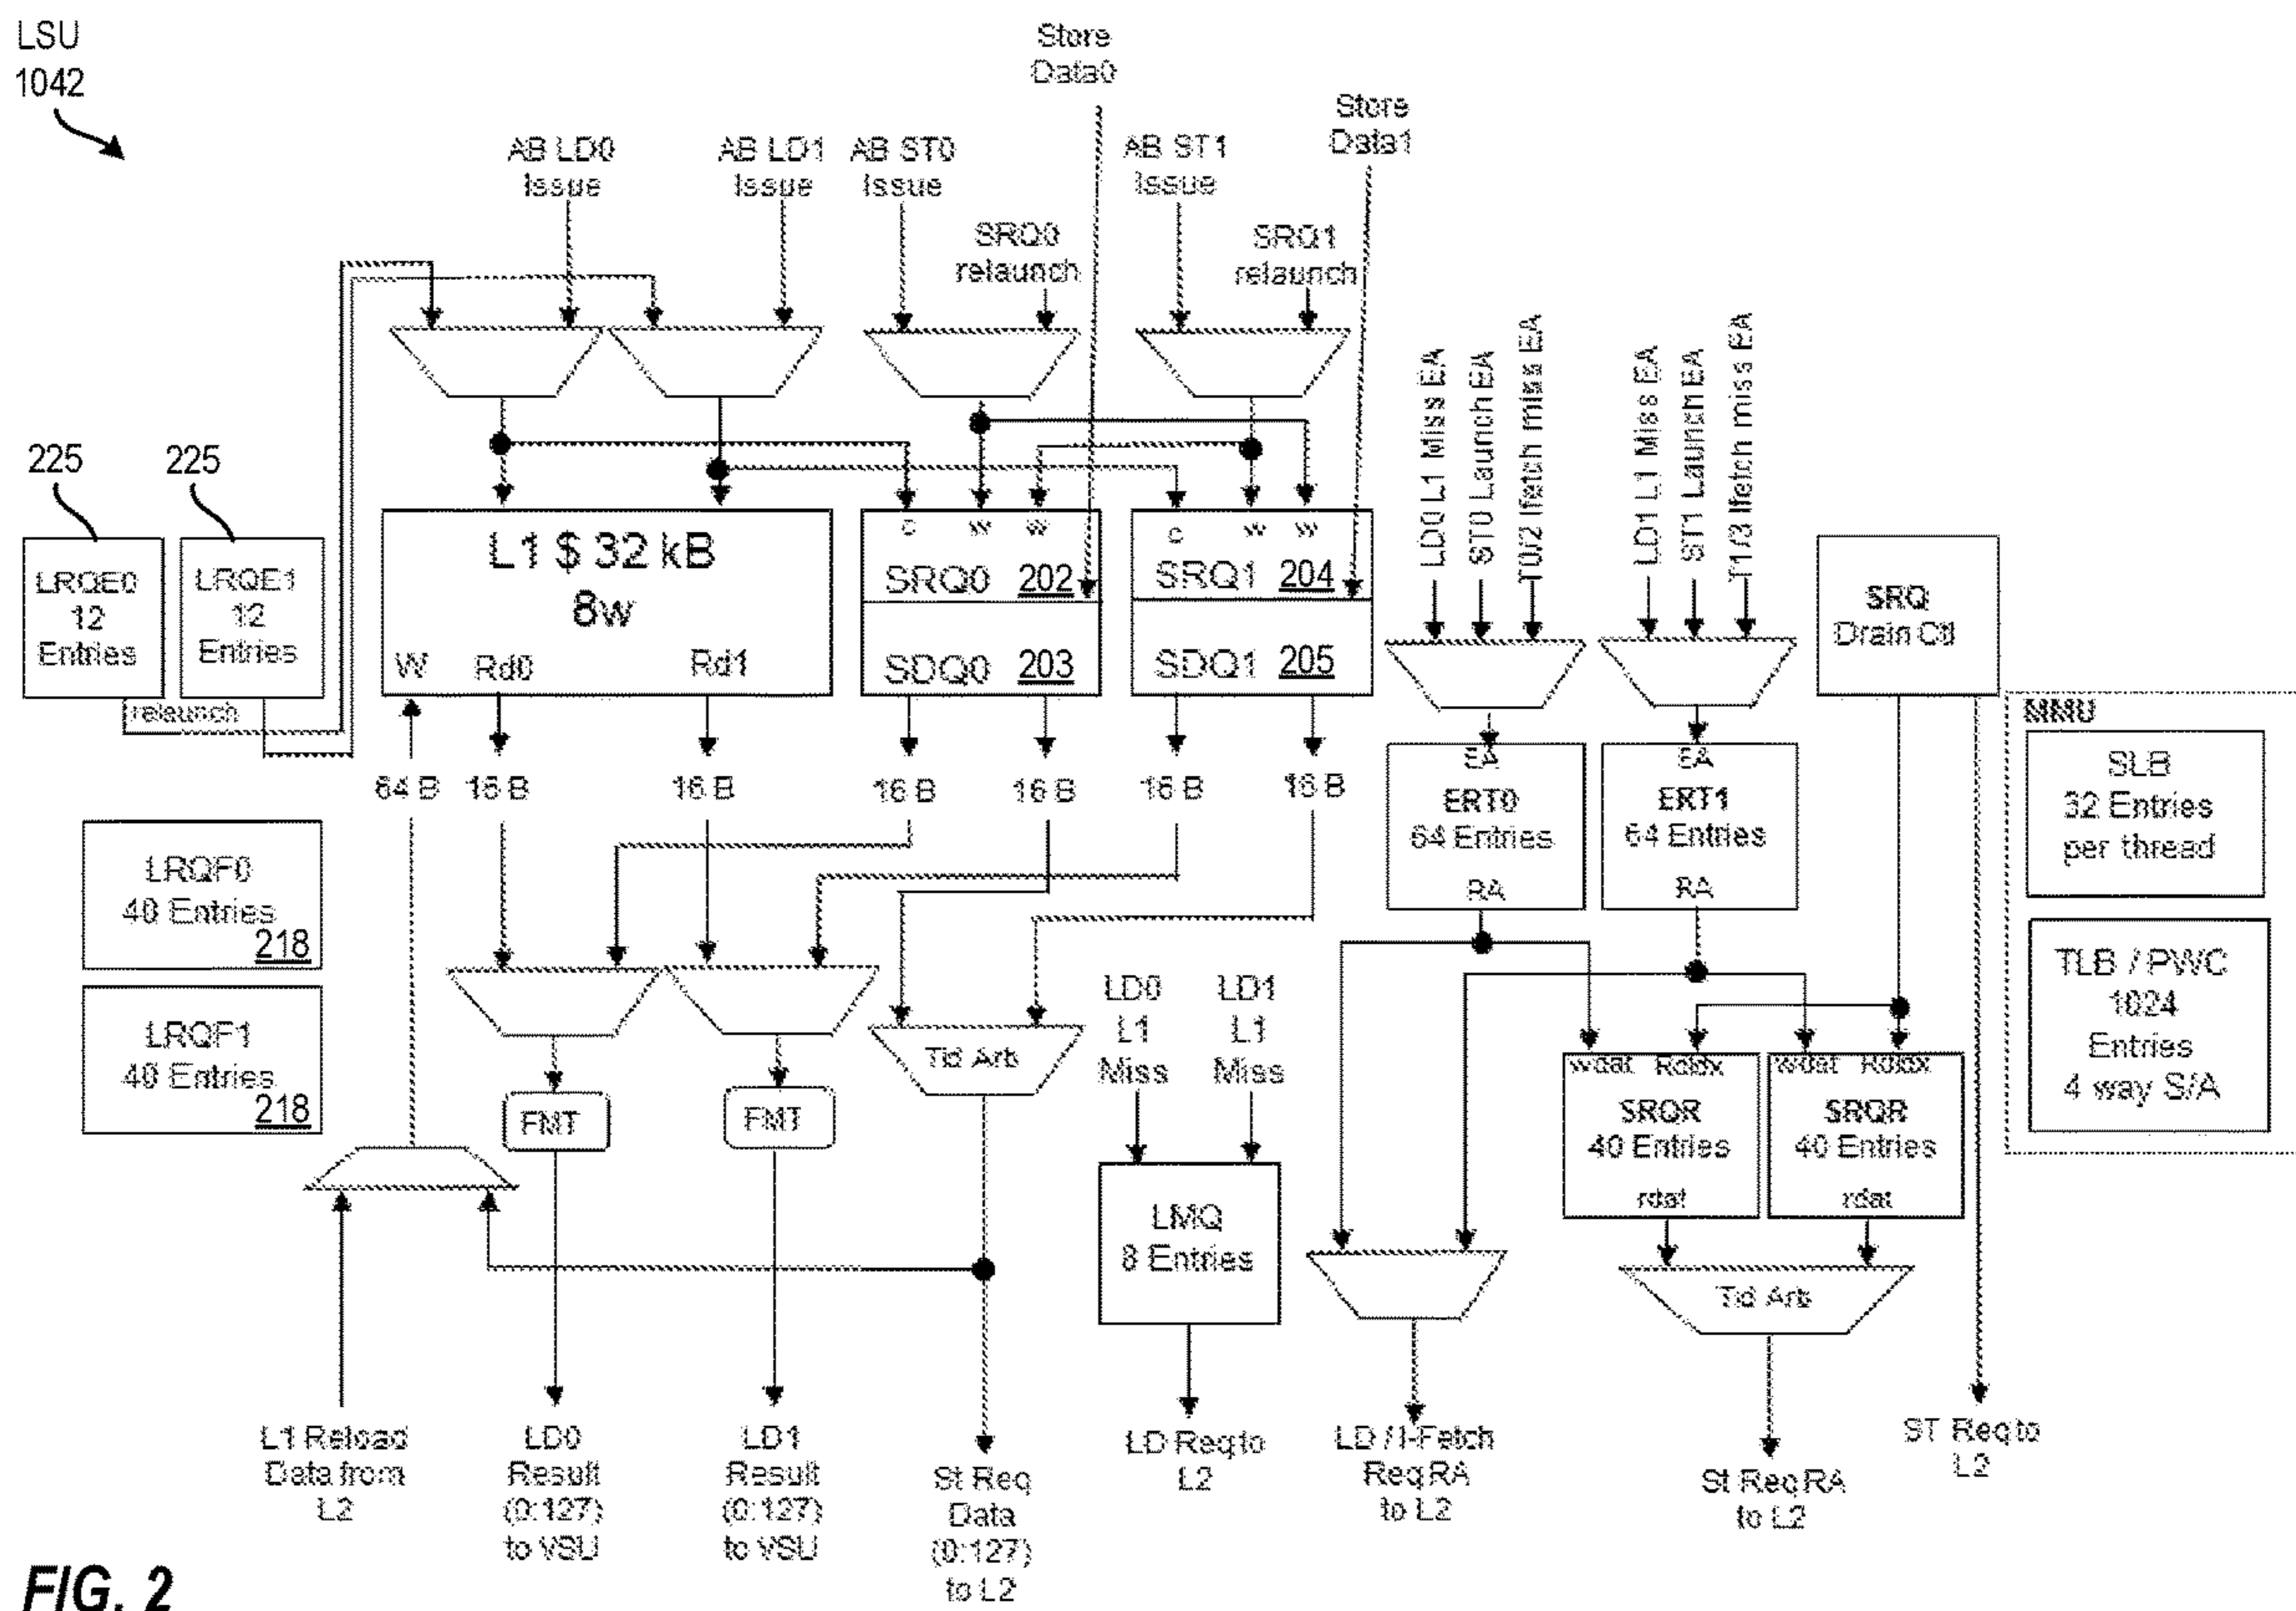 LSU
1042
Store
Data0
Store
Data1
AB LD0
Issue
AB LD1
Issue
AB ST0
Issue
AB ST1
Issue
SRQ0
relaunch
SRQ1
relaunch
LD0 L1 Miss EA
ST0 Launch EA
T0/2 Ifetch miss EA
LD1 L1 Miss EA
ST1 Launch EA
T1/3 Ifetch miss EA
225
225
LRQE0
12
Entries
LRQE1
12
Entries
relaunch
L1 $ 32 kB
8w
W Rd0 Rd1
c w w
SRQ0 202
SDQ0 203
c w w
SRQ1 204
SDQ1 205
SRQ
Drain Ctl
64 B 16 B 16 B 16 B 16 B 16 B 16 B
EA
ERT0
64 Entries
RA
EA
ERT1
64 Entries
RA
MMU
SLB
32 Entries
per thread
TLB / PWC
1024
Entries
4 way S/A
LRQF0
40 Entries
218
LRQF1
40 Entries
218
FMT
FMT
Tid Arb
LD0
L1
Miss
LD1
L1
Miss
LMQ
8 Entries
wdat Rdidx
SRQR
40 Entries
rdat
wdat Rdidx
SRQR
40 Entries
rdat
Tid Arb
L1 Reload
Data from
L2
LD0
Result
(0:127)
to VSU
LD1
Result
(0:127)
to VSU
St Req
Data
(0:127)
to L2
LD Req to
L2
LD / I-Fetch
Req RA
to L2
St Req RA
to L2
ST Req to
L2
FIG. 2